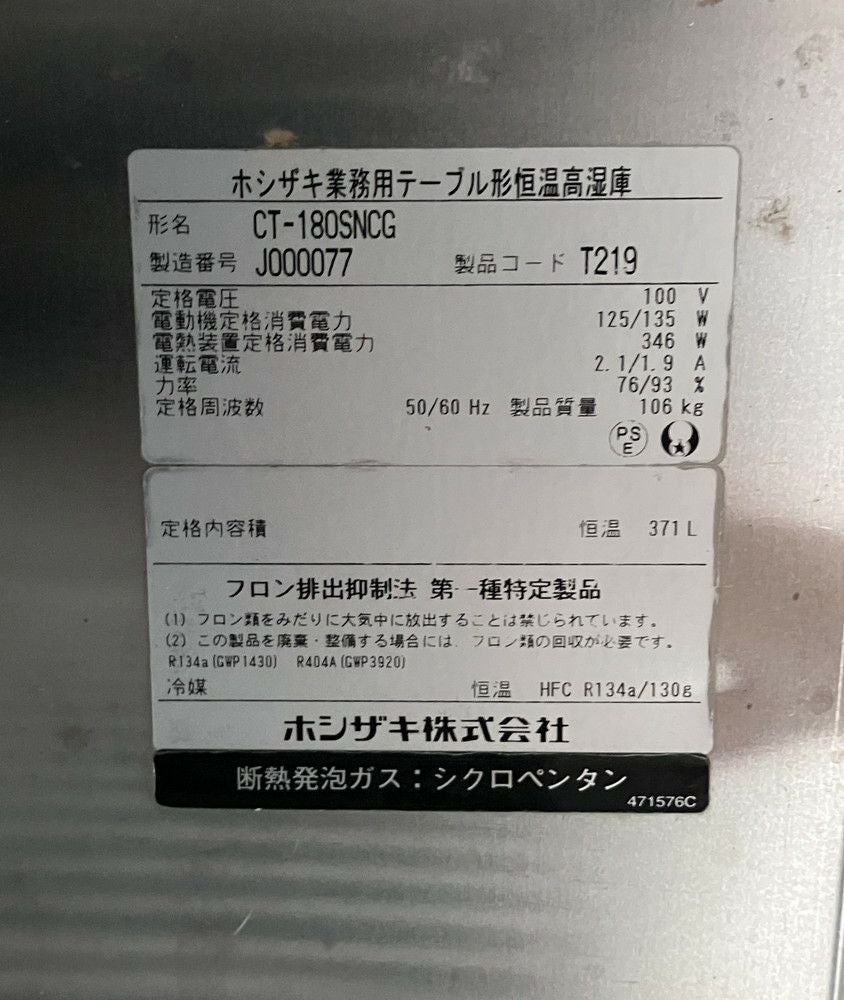 ホシザキ業務用テーブル形恒温高湿庫
形名 CT-180SNCG
製造番号 J000077 製品コード T219
定格電圧 100 V
電動機定格消費電力 125/135 W
電熱装置定格消費電力 346 W
運転電流 2.1/1.9 A
力率 76/93 %
定格周波数 50/60 Hz 製品質量 106 kg
PS
E
定格内容積 恒温 371 L
フロン排出抑制法 第一種特定製品
(1) フロン類をみだりに大気中に放出することは禁じられています。
(2) この製品を廃棄・整備する場合には、フロン類の回収が必要です。
R134a(GWP1430) R404A(GWP3920)
冷媒 恒温 HFC R134a/130g
ホシザキ株式会社
断熱発泡ガス：シクロペンタン
471576C